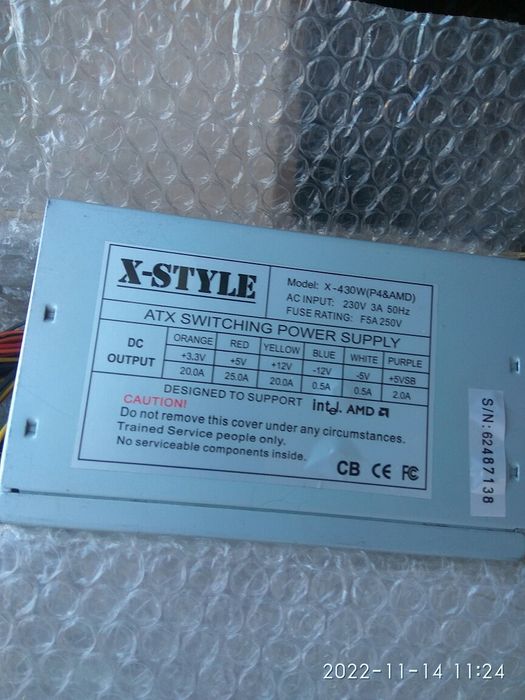 X-STYLE
Model: X-430W(P4&AMD)
AC INPUT: 230V 3A 50Hz
FUSE RATING: F5A250V
ATX SWITCHING POWER SUPPLY
DC OUTPUT
ORANGE RED YELLOW BLUE WHITE PURPLE
+3.3V +5V +12V -12V -5V +5VSB
20.0A 25.0A 20.0A 0.5A 0.5A 2.0A
DESIGNED TO SUPPORT intel. AMD
CAUTION!
Do not remove this cover under any circumstances.
Trained Service people only.
No serviceable components inside.
CB CE FC
S/N:62487138
2022-11-14 11:24